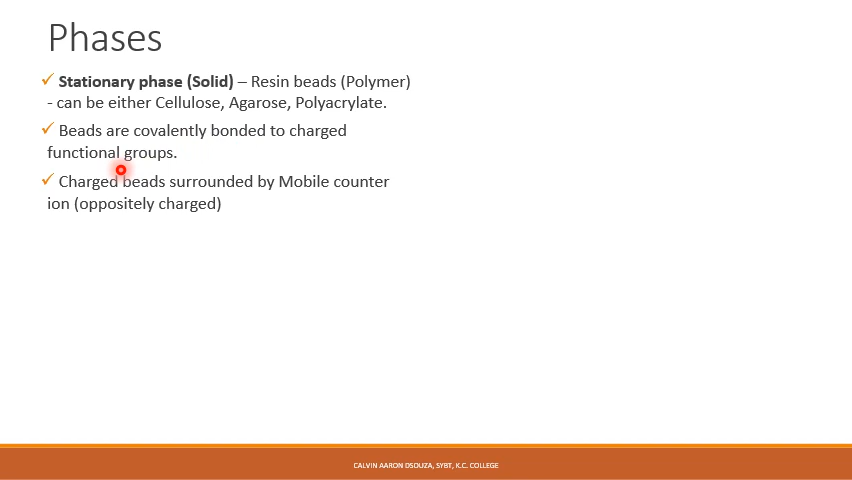 Phases
✓ Stationary phase (Solid) – Resin beads (Polymer)
- can be either Cellulose, Agarose, Polyacrylate.
✓ Beads are covalently bonded to charged
functional groups.
✓ Charged beads surrounded by Mobile counter
ion (oppositely charged)
CALVIN AARON DSOUZA, SYBT, K.C. COLLEGE